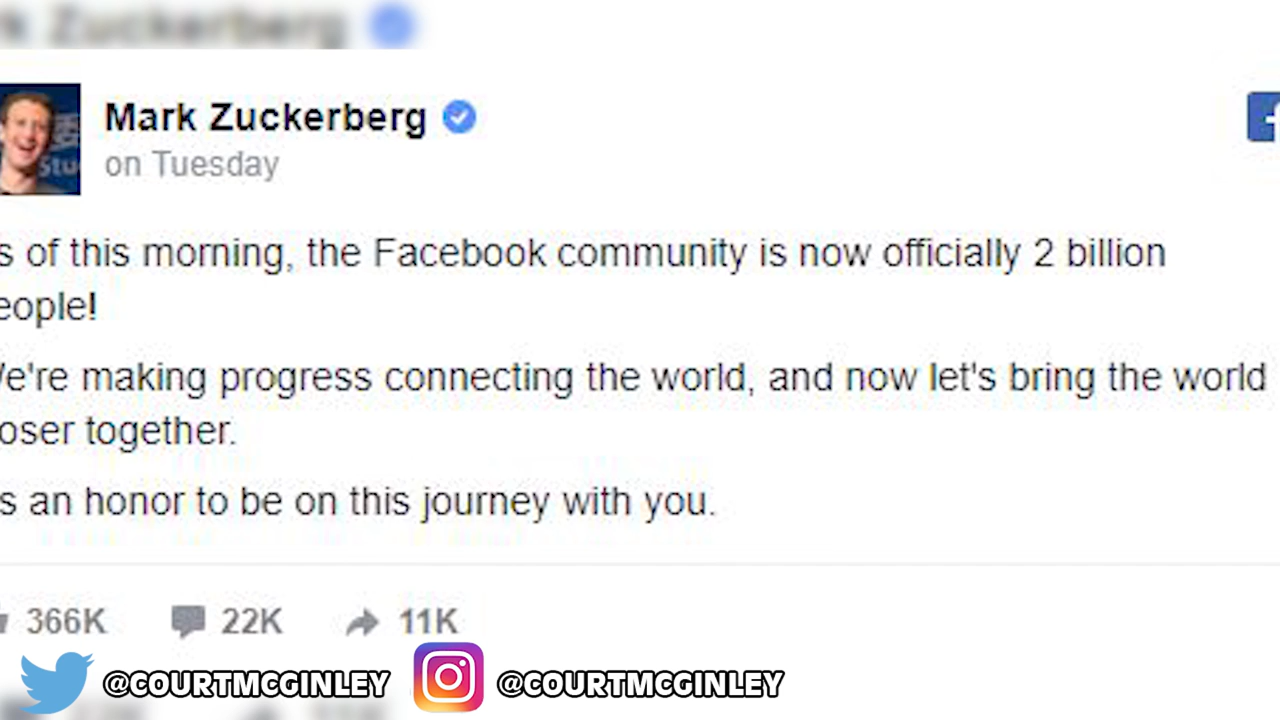 Zuckerberg
Mark Zuckerberg
on Tuesday
Stu
s of this morning, the Facebook community is now officially 2 billion
eople!
e're making progress connecting the world, and now let's bring the world
oser together.
s an honor to be on this journey with you.
366K 22K 11K
@COURTMCGINLEY @COURTMCGINLEY